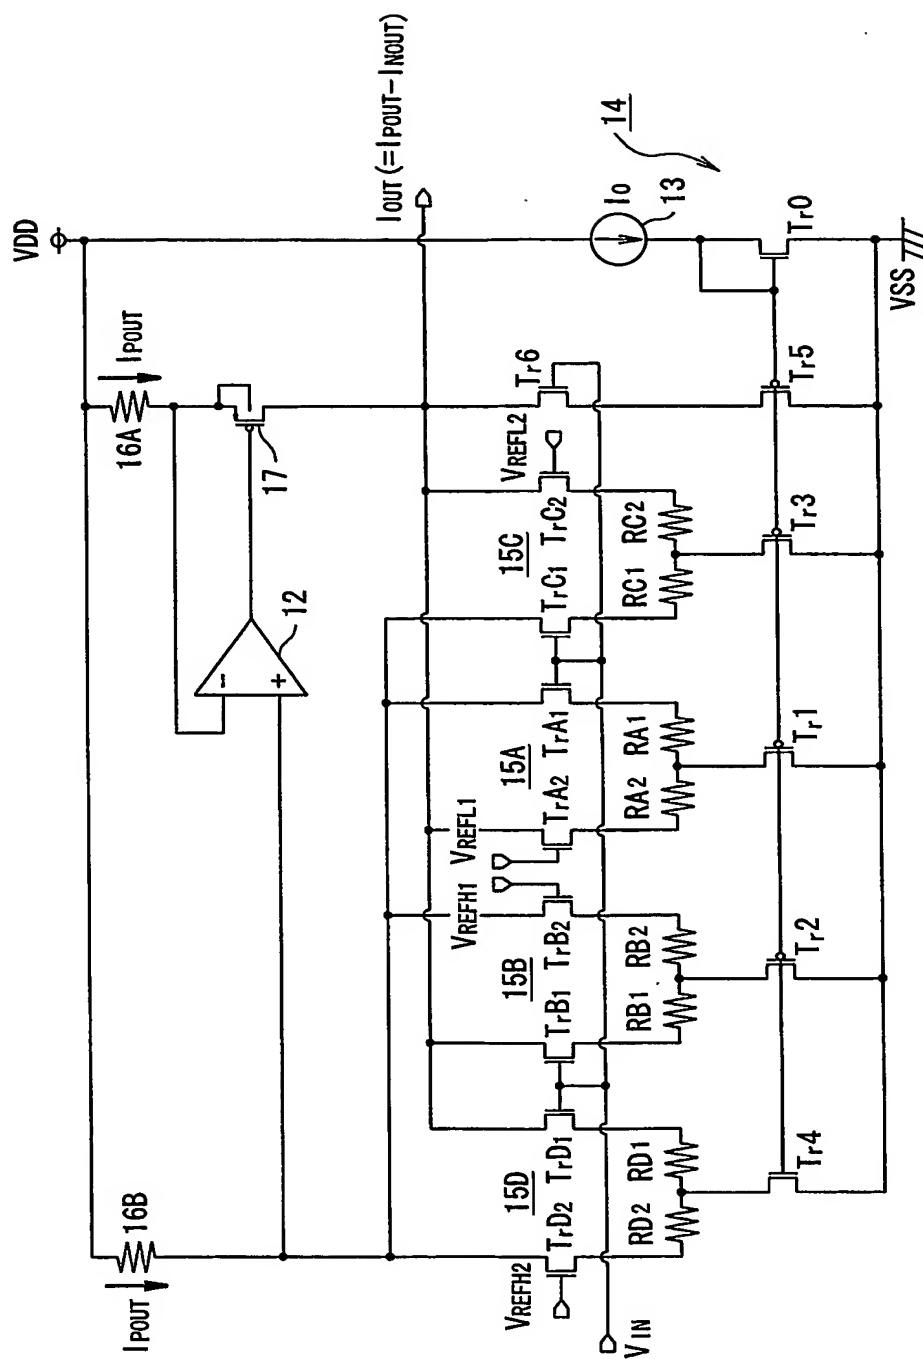 VDD
IPOUT
16A
17
12
16B
IPOUT
IOUT (=IPOUT-INOUT)
14
I0
13
Tr0
VSS
Tr6
VREFL2
15C
TrC1
TrC2
RC1
RC2
Tr5
Tr3
VREFL1
15A
TrA2
TrA1
RA2
RA1
Tr1
VREFH1
15B
TrB1
TrB2
RB1
RB2
Tr2
15D
TrD2
TrD1
RD2
RD1
Tr4
VREFH2
VIN
-
+